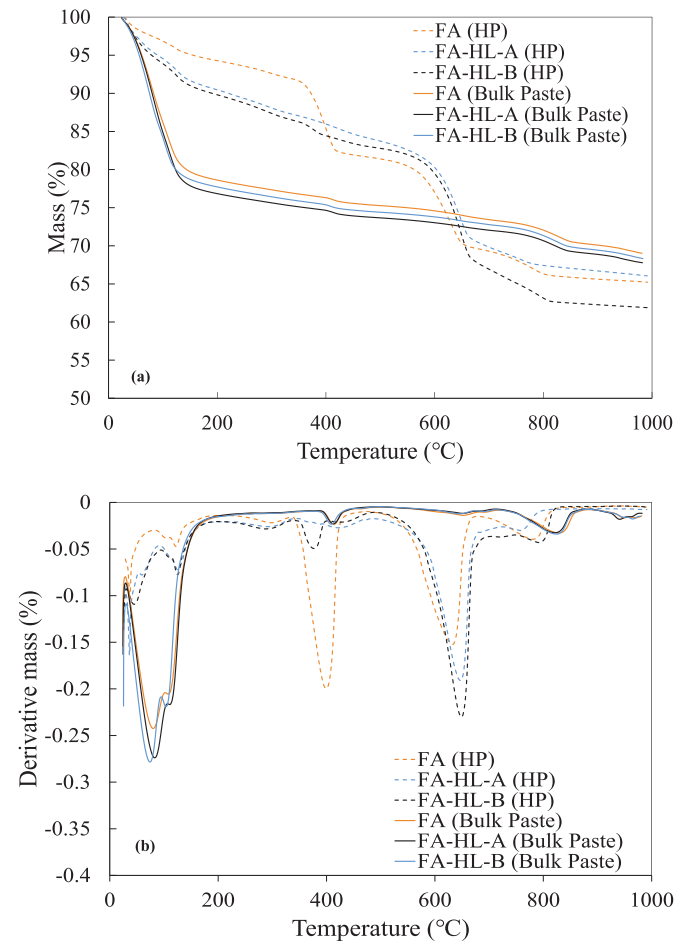 100
95
90
85
80
75
70
65
60
55
50
Mass (%)
FA (HP)
FA-HL-A (HP)
FA-HL-B (HP)
FA (Bulk Paste)
FA-HL-A (Bulk Paste)
FA-HL-B (Bulk Paste)
(a)
0 200 400 600 800 1000
Temperature (°C)
0
-0.05
-0.1
-0.15
-0.2
-0.25
-0.3
-0.35
-0.4
Derivative mass (%)
FA (HP)
FA-HL-A (HP)
FA-HL-B (HP)
FA (Bulk Paste)
FA-HL-A (Bulk Paste)
FA-HL-B (Bulk Paste)
(b)
0 200 400 600 800 1000
Temperature (°C)